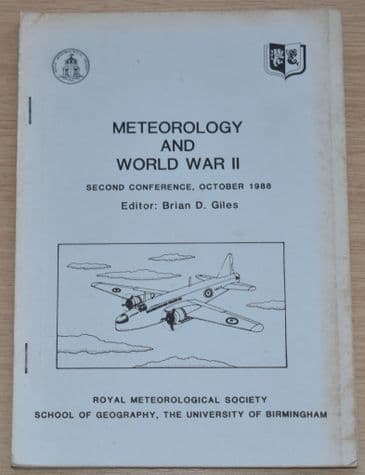 METEOROLOGY
AND
WORLD WAR II
SECOND CONFERENCE, OCTOBER 1988
Editor: Brian D. Giles
ROYAL METEOROLOGICAL SOCIETY
SCHOOL OF GEOGRAPHY, THE UNIVERSITY OF BIRMINGHAM